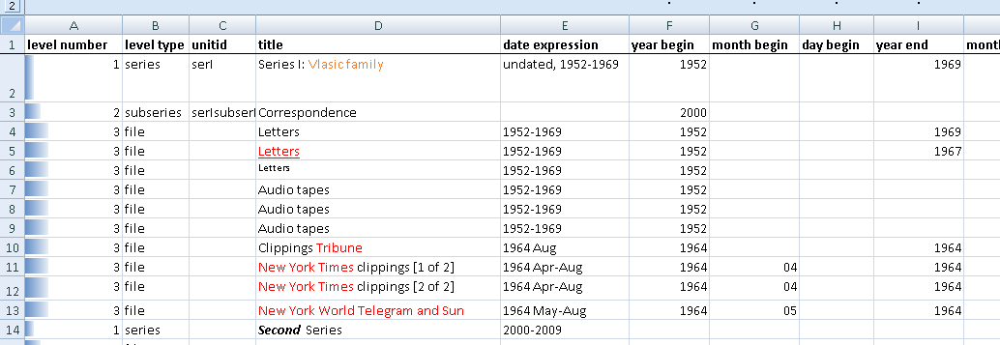 2
A B C D E F G H I
1 level number level type unitid title date expression year begin month begin day begin year end mont
2 1 series serI Series I: Vlasic family undated, 1952-1969 1952 1969
3 2 subseries serIsubserI Correspondence 2000
4 3 file Letters 1952-1969 1952 1969
5 3 file Letters 1952-1969 1952 1967
6 3 file Letters 1952-1969 1952
7 3 file Audio tapes 1952-1969 1952
8 3 file Audio tapes 1952-1969 1952
9 3 file Audio tapes 1952-1969 1952
10 3 file Clippings Tribune 1964 Aug 1964 1964
11 3 file New York Times clippings [1 of 2] 1964 Apr-Aug 1964 04 1964
12 3 file New York Times clippings [2 of 2] 1964 Apr-Aug 1964 04 1964
13 3 file New York World Telegram and Sun 1964 May-Aug 1964 05 1964
14 1 series Second Series 2000-2009